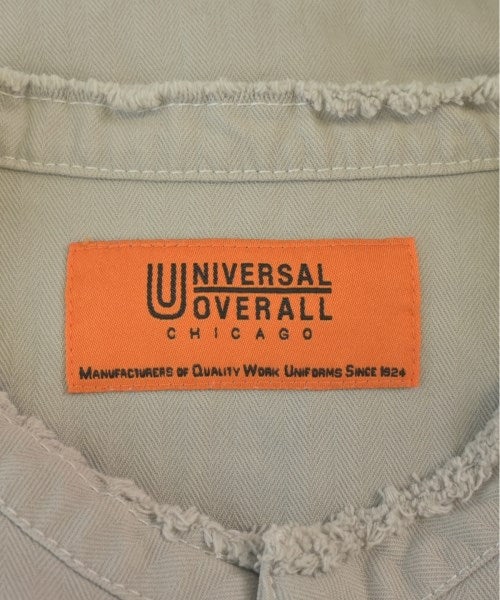 UNIVERSAL
OVERALL
CHICAGO
MANUFACTURERS OF QUALITY WORK UNIFORMS SINCE 1924